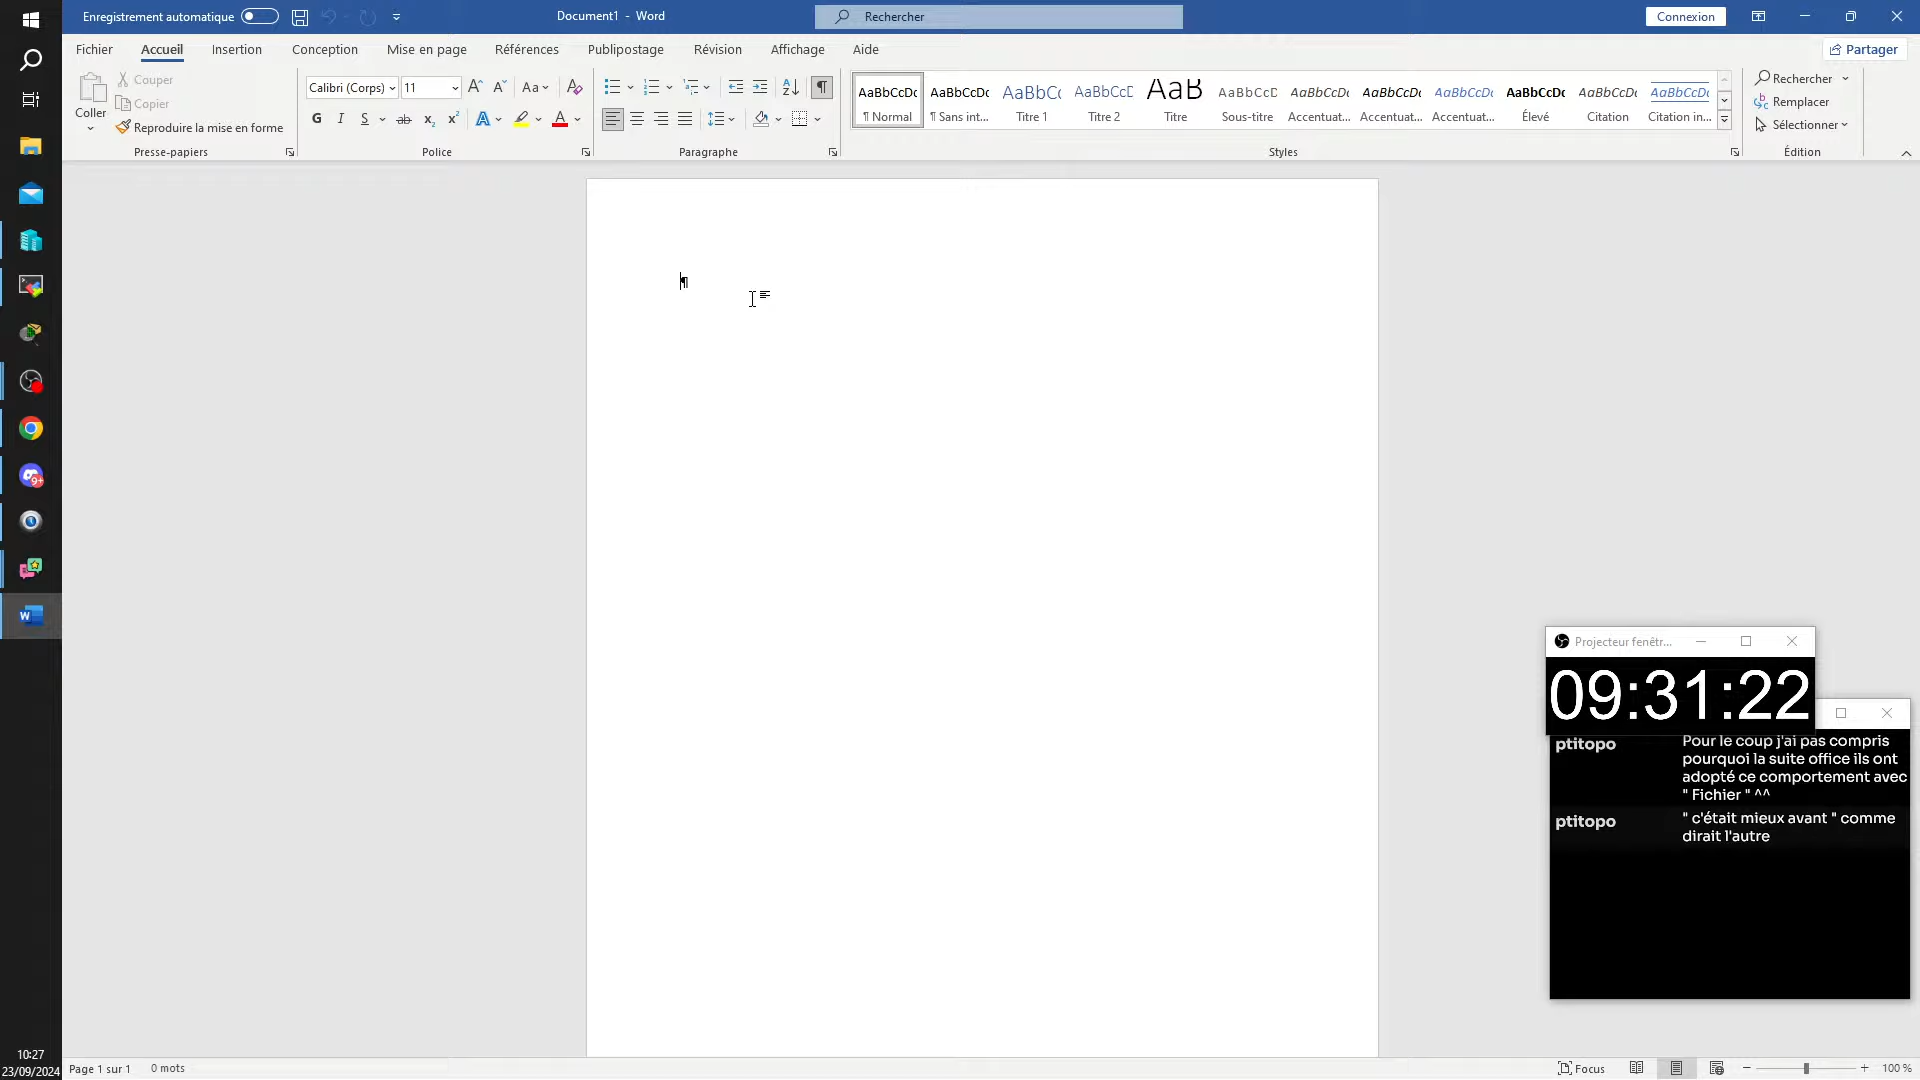 Enregistrement automatique
Document1 - Word
Rechercher
Connexion
Fichier
Accueil
Insertion
Conception
Mise en page
Références
Publipostage
Révision
Affichage
Aide
Partager
Coller
Couper
Copier
Reproduire la mise en forme
Presse-papiers
Calibri (Corps)
11
Aa
G I S ab x₂ x² A A
Police
¶
Paragraphe
AaBbCcDc
¶ Normal
AaBbCcDc
¶ Sans int...
AaBbCc
Titre 1
AaBbCcD
Titre 2
AaB
Titre
AaBbCcD
Sous-titre
AaBbCcDc
Accentuat...
AaBbCcDc
Accentuat...
AaBbCcDc
Accentuat...
AaBbCcDc
Élevé
AaBbCcDc
Citation
AaBbCcDc
Citation in...
Styles
Rechercher
Remplacer
Sélectionner
Édition
¶
Projecteur fenêtr...
09:31:22
ptitopo
Pour le coup j'ai pas compris
pourquoi la suite office ils ont
adopté ce comportement avec
" Fichier " ^^
ptitopo
" c'était mieux avant " comme
dirait l'autre
9+
W
10:27
23/09/2024
Page 1 sur 1
0 mots
Focus
100 %